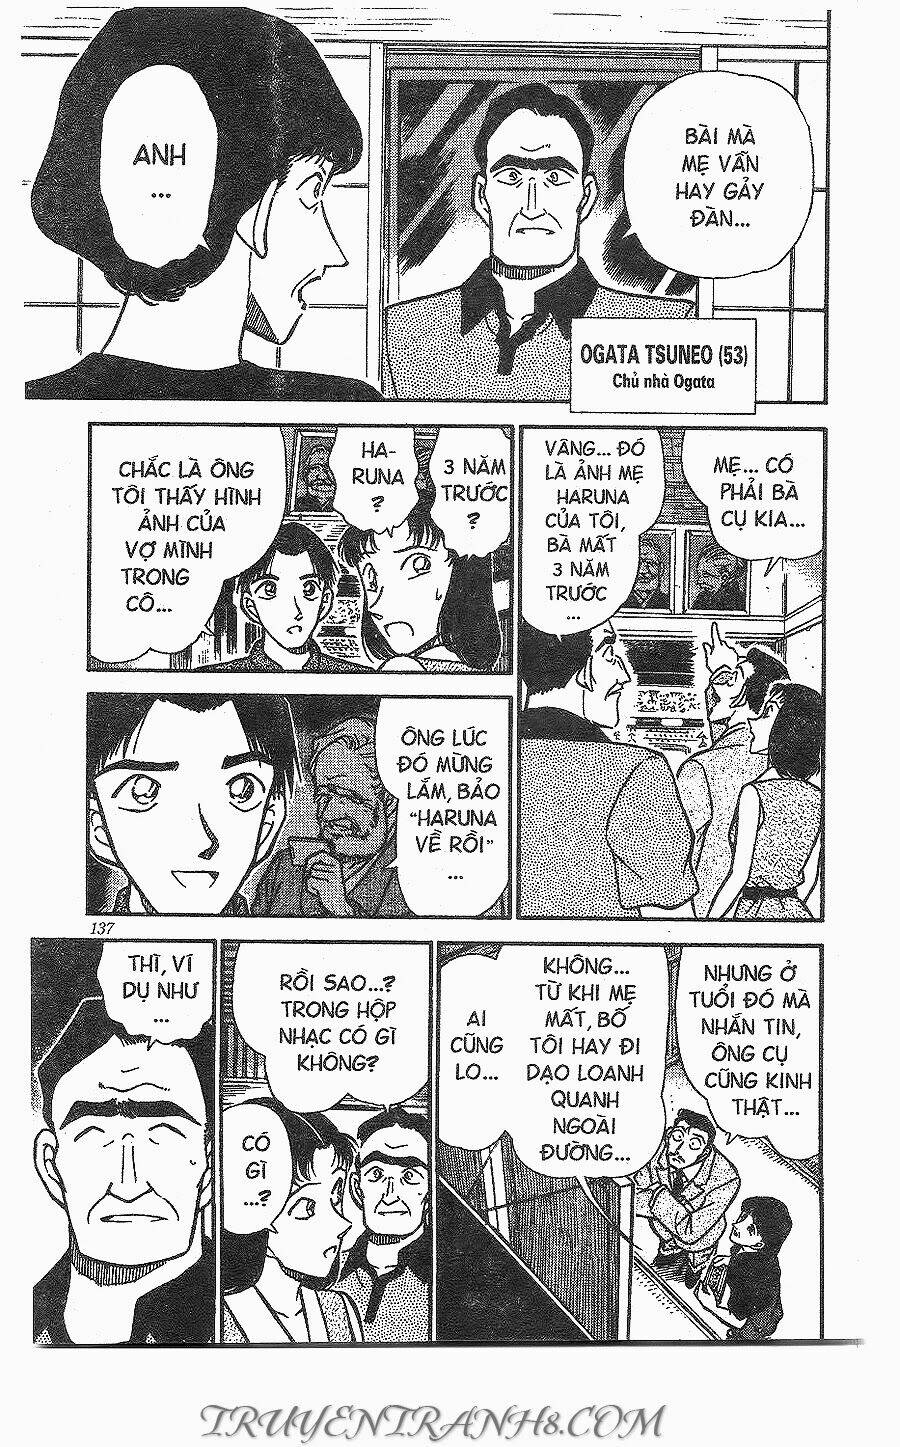 BÀI MÀ
MẸ VẪN
HAY GẢY
ĐÀN...
ANH
...
OGATA TSUNEO (53)
Chủ nhà Ogata
MẸ... CÓ
PHẢI BÀ
CỤ KIA...
VÂNG... ĐÓ
LÀ ẢNH MẸ
HARUNA
CỦA TÔI,
BÀ MẤT
3 NĂM
TRƯỚC
...
3 NĂM
TRƯỚC
?
HA-
RUNA
?
CHẮC LÀ ÔNG
TÔI THẤY HÌNH
ẢNH CỦA
VỢ MÌNH
TRONG
CÔ...
ÔNG LÚC
ĐÓ MỪNG
LẮM, BẢO
“HARUNA
VỀ RỒI”
...
137
NHƯNG Ở
TUỔI ĐÓ MÀ
NHẮN TIN,
ÔNG CỤ
CŨNG KINH
THẬT...
KHÔNG...
TỪ KHI MẸ
MẤT, BỐ
TÔI HAY ĐI
DẠO LOANH
QUANH
NGOÀI
ĐƯỜNG...
AI
CŨNG
LO...
RỒI SAO...?
TRONG HỘP
NHẠC CÓ GÌ
KHÔNG?
CÓ
GÌ
...?
THÌ, VÍ
DỤ NHƯ
...
TRUYENTRANH8.COM